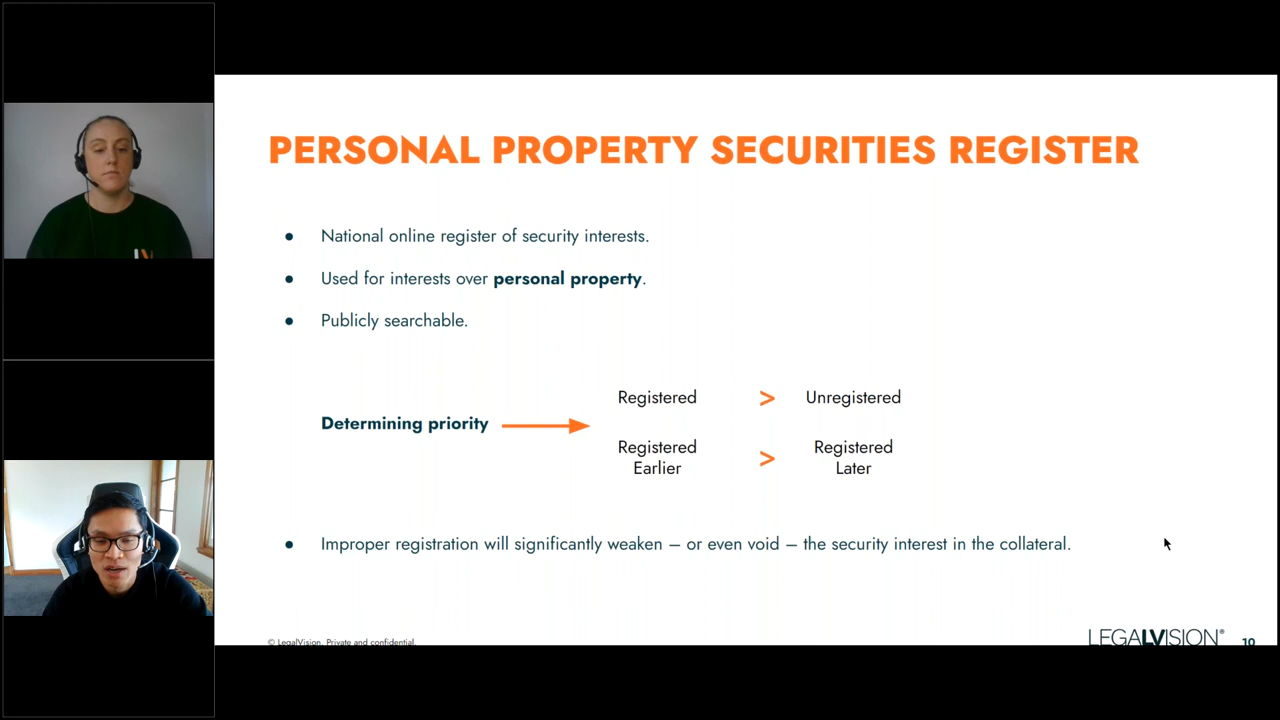 PERSONAL PROPERTY SECURITIES REGISTER
● National online register of security interests.
● Used for interests over personal property.
● Publicly searchable.
Determining priority
Registered > Unregistered
Registered Earlier > Registered Later
● Improper registration will significantly weaken – or even void – the security interest in the collateral.
© LegalVision. Private and confidential.
LEGALVISION® 10